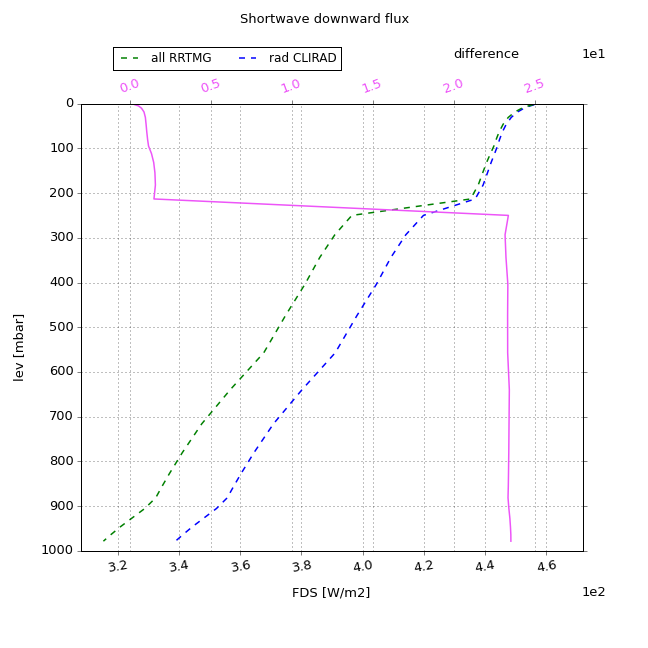 Shortwave downward flux
all RRTMG rad CLIRAD difference 1e1
0.0 0.5 1.0 1.5 2.0 2.5
0
100
200
300
400
500
600
700
800
900
1000
lev [mbar]
3.2 3.4 3.6 3.8 4.0 4.2 4.4 4.6
FDS [W/m2] 1e2